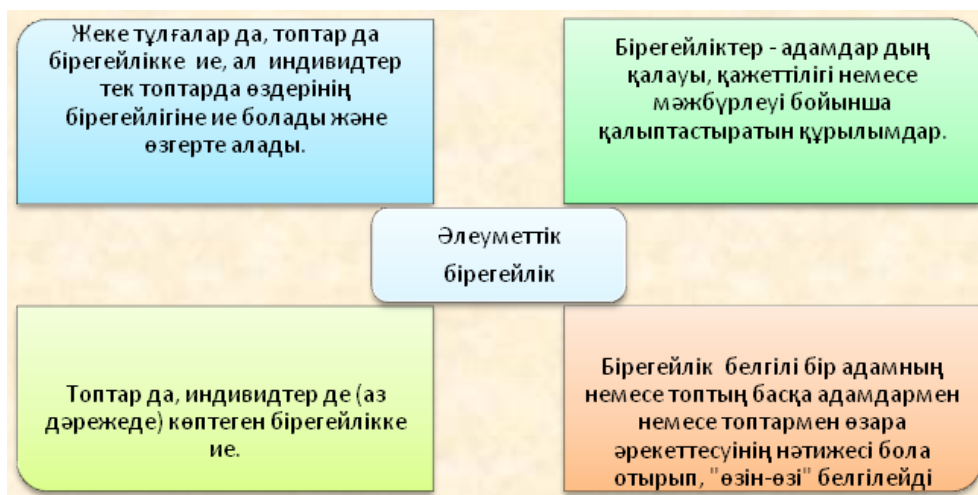 Жеке тұлғалар да, топтар да
бірегейлікке ие, ал индивидтер
тек топтарда өздерінің
бірегейлігіне ие болады және
өзгерте алады.
Бірегейліктер - адамдар дың
қалауы, қажеттілігі немесе
мәжбүрлеуі бойынша
қалыптастыратын құрылымдар.
Әлеуметтік
бірегейлік
Топтар да, индивидтер де (аз
дәрежеде) көптеген бірегейлікке
ие.
Бірегейлік белгілі бір адамның
немесе топтың басқа адамдармен
немесе топтармен өзара
әрекеттесуінің нәтижесі бола
отырып, "өзін-өзі" белгілейді